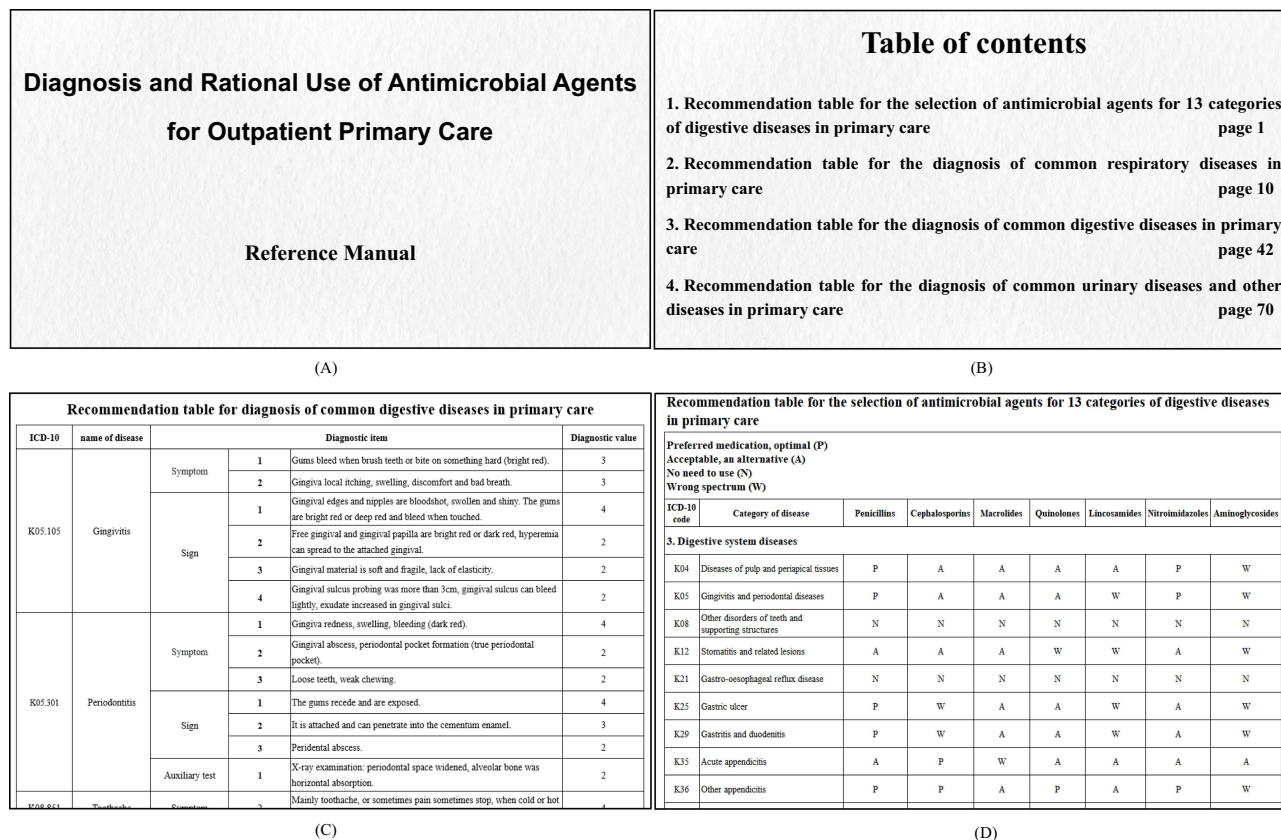 Diagnosis and Rational Use of Antimicrobial Agents
for Outpatient Primary Care
Reference Manual
(A)
Table of contents
1. Recommendation table for the selection of antimicrobial agents for 13 categories
of digestive diseases in primary care page 1
2. Recommendation table for the diagnosis of common respiratory diseases in
primary care page 10
3. Recommendation table for the diagnosis of common digestive diseases in primary
care page 42
4. Recommendation table for the diagnosis of common urinary diseases and other
diseases in primary care page 70
(B)
Recommendation table for diagnosis of common digestive diseases in primary care
ICD-10 name of disease Diagnostic item Diagnostic value
K05.105 Gingivitis
Symptom
1 Gums bleed when brush teeth or bite on something hard (bright red). 3
2 Gingiva local itching, swelling, discomfort and bad breath. 3
Sign
1 Gingival edges and nipples are bloodshot, swollen and shiny. The gums
are bright red or deep red and bleed when touched. 4
2 Free gingival and gingival papilla are bright red or dark red, hyperemia
can spread to the attached gingival. 2
3 Gingival material is soft and fragile, lack of elasticity. 2
4 Gingival sulcus probing was more than 3cm, gingival sulcus can bleed
lightly, exudate increased in gingival sulci. 2
K05.301 Periodontitis
Symptom
1 Gingiva redness, swelling, bleeding (dark red). 4
2 Gingival abscess, periodontal pocket formation (true periodontal
pocket). 2
3 Loose teeth, weak chewing. 2
Sign
1 The gums recede and are exposed. 4
2 It is attached and can penetrate into the cementum enamel. 3
3 Peridental abscess. 2
Auxiliary test
1 X-ray examination: periodontal space widened, alveolar bone was
horizontal absorption. 2
Mainly toothache, or sometimes pain sometimes stop, when cold or hot
(C)
Recommendation table for the selection of antimicrobial agents for 13 categories of digestive diseases
in primary care
Preferred medication, optimal (P)
Acceptable, an alternative (A)
No need to use (N)
Wrong spectrum (W)
ICD-10
code Category of disease Penicillins Cephalosporins Macrolides Quinolones Lincosamides Nitroimidazoles Aminoglycosides
3. Digestive system diseases
K04 Diseases of pulp and periapical tissues P A A A A P W
K05 Gingivitis and periodontal diseases P A A A W P W
K08 Other disorders of teeth and
supporting structures N N N N N N N
K12 Stomatitis and related lesions A A A W W A W
K21 Gastro-oesophageal reflux disease N N N N N N N
K25 Gastric ulcer P W A A W A W
K29 Gastritis and duodenitis P W A A W A W
K35 Acute appendicitis A P W A A A A
K36 Other appendicitis P P A P A P W
(D)